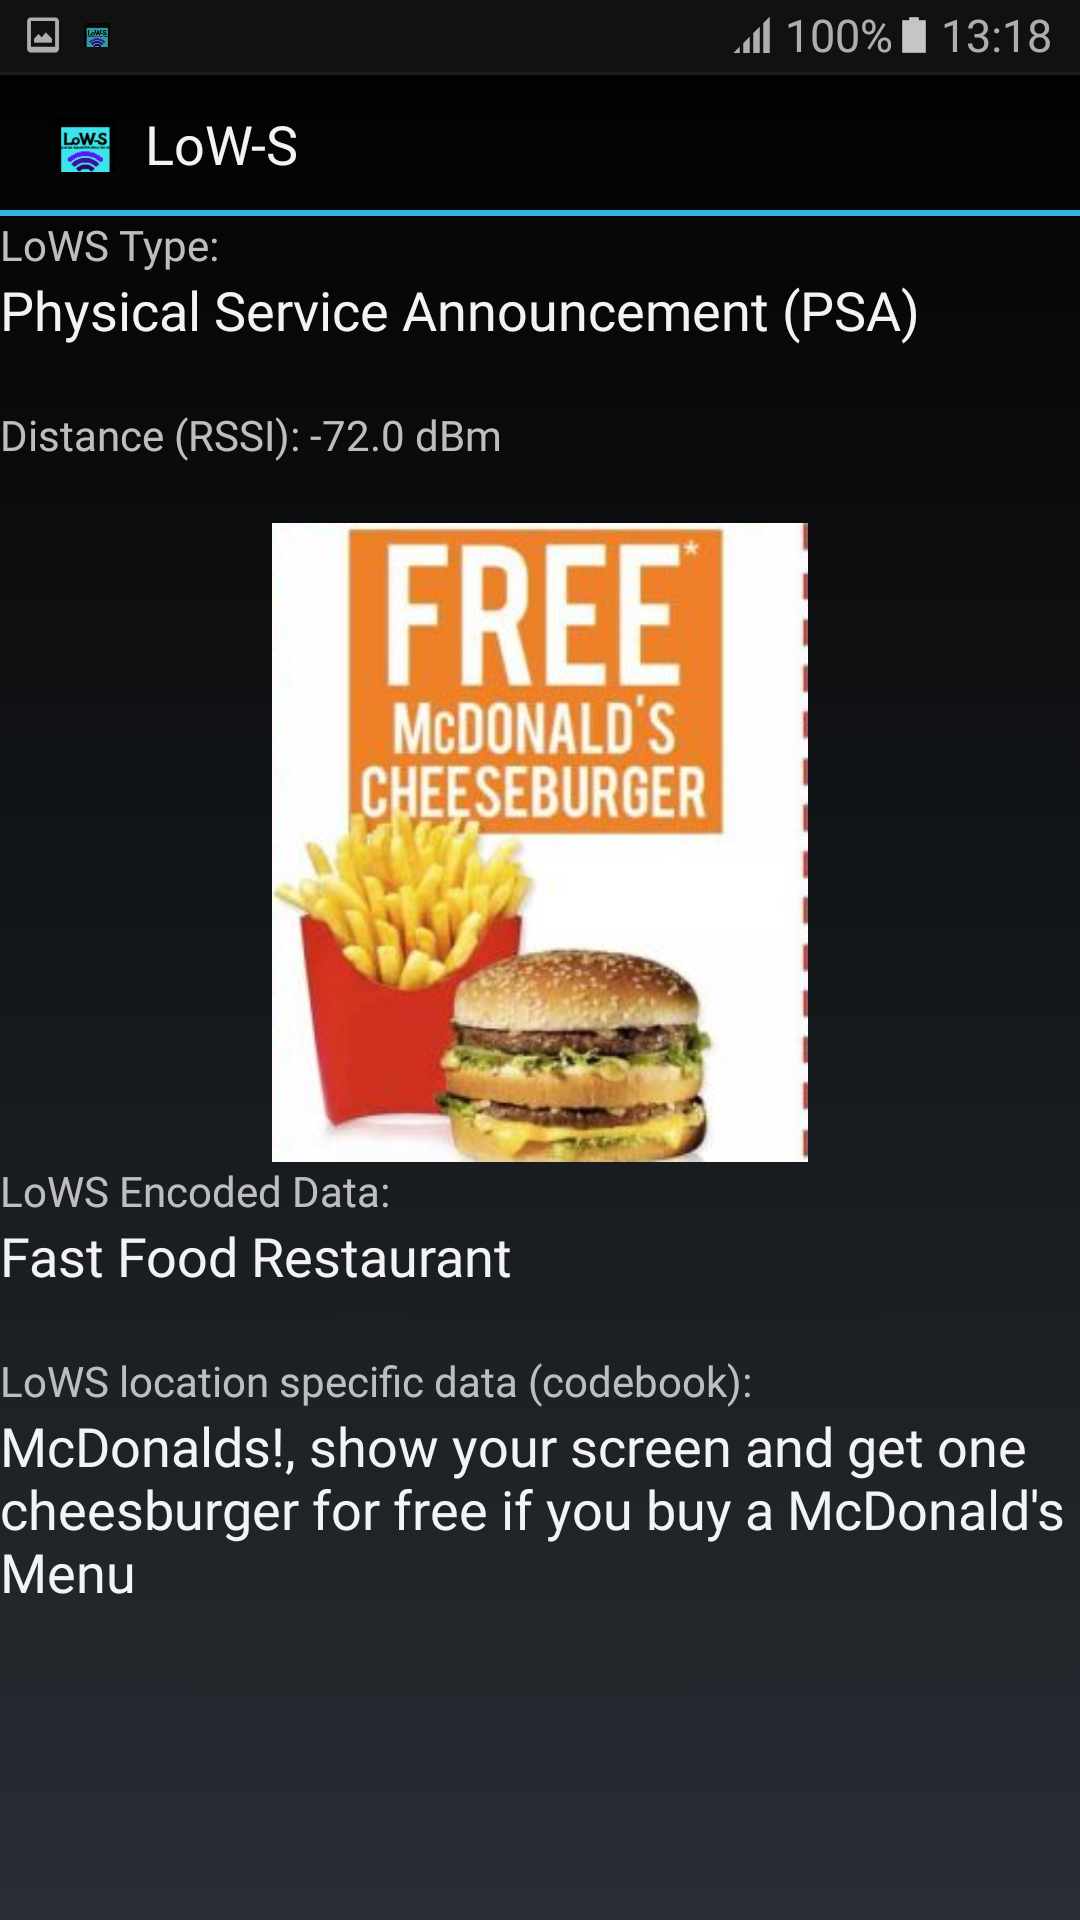 100% 13:18
LoW-S
LoW-S
LoWS Type:
Physical Service Announcement (PSA)
Distance (RSSI): -72.0 dBm
FREE*
McDONALD'S
CHEESEBURGER
LoWS Encoded Data:
Fast Food Restaurant
LoWS location specific data (codebook):
McDonalds!, show your screen and get one
cheesburger for free if you buy a McDonald's
Menu